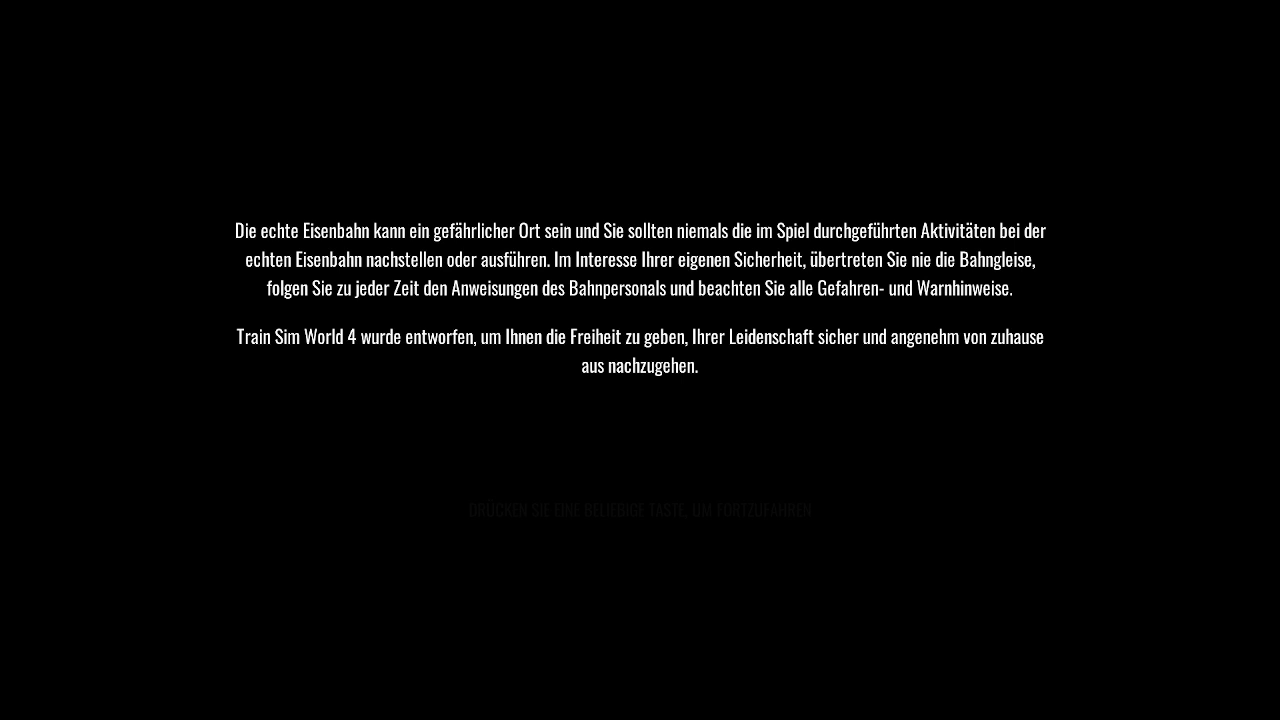 Die echte Eisenbahn kann ein gefährlicher Ort sein und Sie sollten niemals die im Spiel durchgeführten Aktivitäten bei der
echten Eisenbahn nachstellen oder ausführen. Im Interesse Ihrer eigenen Sicherheit, übertreten Sie nie die Bahngleise,
folgen Sie zu jeder Zeit den Anweisungen des Bahnpersonals und beachten Sie alle Gefahren- und Warnhinweise.
Train Sim World 4 wurde entworfen, um Ihnen die Freiheit zu geben, Ihrer Leidenschaft sicher und angenehm von zuhause
aus nachzugehen.
DRÜCKEN SIE EINE BELIEBIGE TASTE, UM FORTZUFAHREN